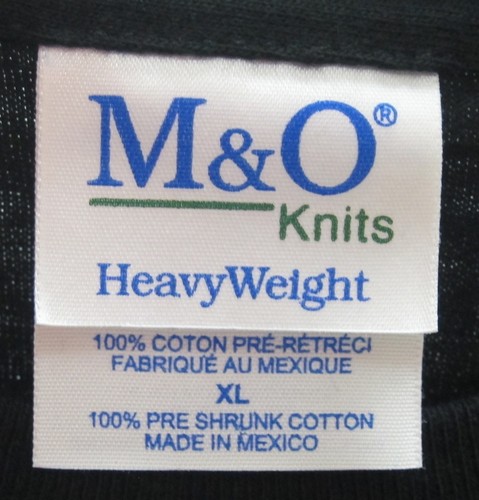 M&O®
Knits
HeavyWeight
100% COTON PRÉ-RÉTRÉCI
FABRIQUÉ AU MEXIQUE
XL
100% PRE SHRUNK COTTON
MADE IN MEXICO